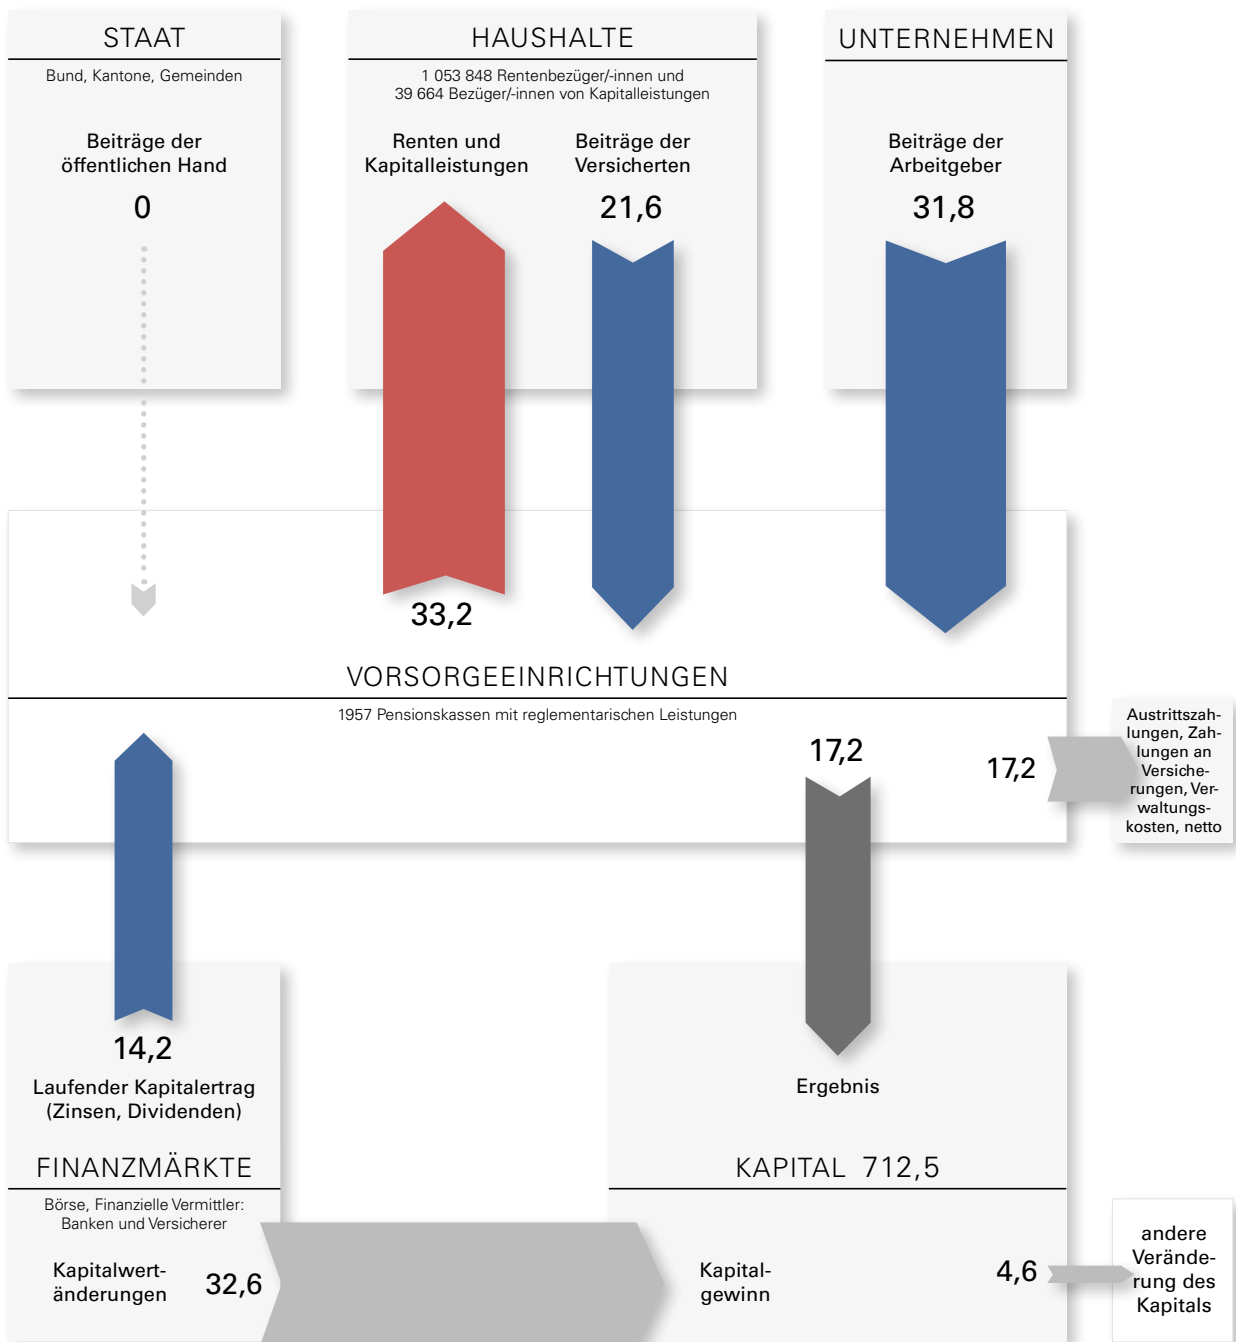 STAAT
Bund, Kantone, Gemeinden
Beiträge der
öffentlichen Hand
0
HAUSHALTE
1 053 848 Rentenbezüger/-innen und
39 664 Bezüger/-innen von Kapitalleistungen
Renten und
Kapitalleistungen
Beiträge der
Versicherten
21,6
UNTERNEHMEN
Beiträge der
Arbeitgeber
31,8
33,2
VORSORGEEINRICHTUNGEN
1957 Pensionskassen mit reglementarischen Leistungen
17,2
17,2
Austrittszah-
lungen, Zah-
lungen an
Versiche-
rungen, Ver-
waltungs-
kosten, netto
14,2
Laufender Kapitalertrag
(Zinsen, Dividenden)
FINANZMÄRKTE
Börse, Finanzielle Vermittler:
Banken und Versicherer
Kapitalwert-
änderungen
32,6
Ergebnis
KAPITAL 712,5
Kapital-
gewinn
4,6
andere
Verände-
rung des
Kapitals